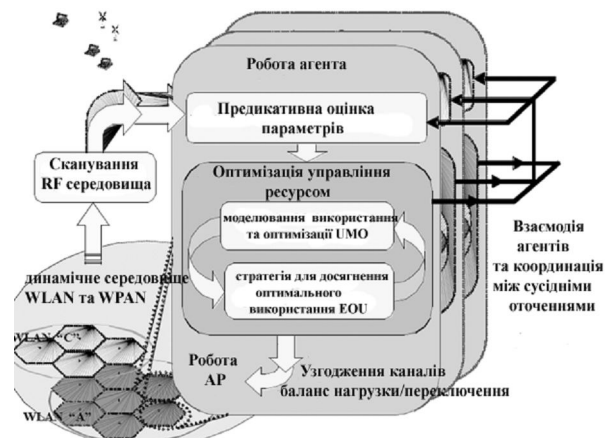 Робота агента
Предикативна оцінка
параметрів
Сканування
RF середовища
Оптимізація управління
ресурсом
моделювання використання
та оптимізації UMO
стратегія для досягнення
оптимального
використання EOU
Взаємодія
агентів
та координація
між сусідніми
оточеннями
динамічне середовище
WLAN та WPAN
WLAN "C"
WLAN "A"
Робота
AP
Узгодження каналів
баланс нагрузки/переключення